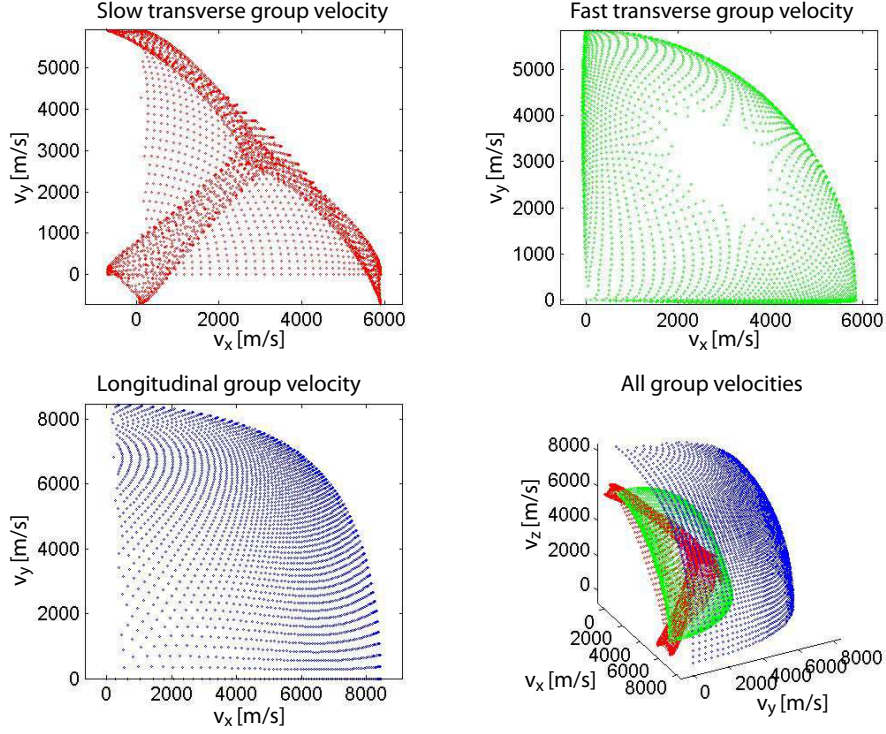 Slow transverse group velocity
5000
4000
3000
2000
1000
0
v_y [m/s]
0 2000 4000 6000
v_x [m/s]
Fast transverse group velocity
5000
4000
3000
2000
1000
0
v_y [m/s]
0 2000 4000 6000
v_x [m/s]
Longitudinal group velocity
8000
6000
4000
2000
0
v_y [m/s]
0 2000 4000 6000 8000
v_x [m/s]
All group velocities
8000
6000
4000
2000
0
v_z [m/s]
0
2000
4000
6000
8000
v_x [m/s]
0 2000 4000 6000 8000
v_y [m/s]